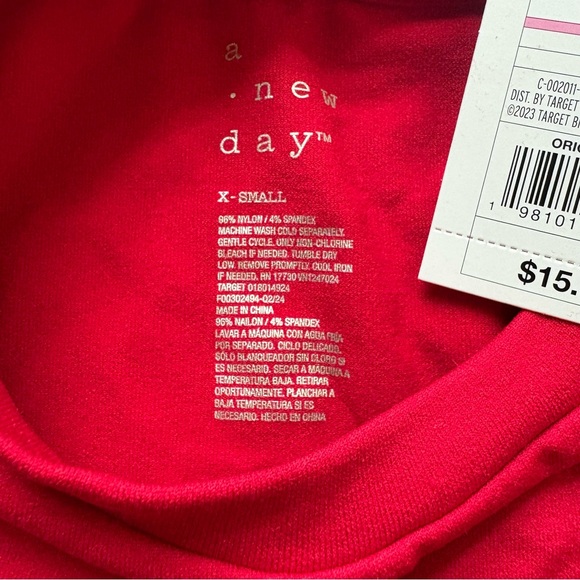 a
.new
day™
X-SMALL
96% NYLON / 4% SPANDEX
MACHINE WASH COLD SEPARATELY.
GENTLE CYCLE. ONLY NON-CHLORINE
BLEACH IF NEEDED. TUMBLE DRY
LOW. REMOVE PROMPTLY. COOL IRON
IF NEEDED. RN 17730 VN1247024
TARGET 018014924
F00302494-02/24
MADE IN CHINA
96% NAILON / 4% SPANDEX
LAVAR A MÁQUINA CON AGUA FRÍA
POR SEPARADO. CICLO DELICADO.
SÓLO BLANQUEADOR SIN CLORO SI
ES NECESARIO. SECAR A MÁQUINA A
TEMPERATURA BAJA. RETIRAR
OPORTUNAMENTE. PLANCHAR A
BAJA TEMPERATURA SI ES
NECESARIO. HECHO EN CHINA
C-002011-
DIST. BY TARGET
©2023 TARGET
1 98101
$15.